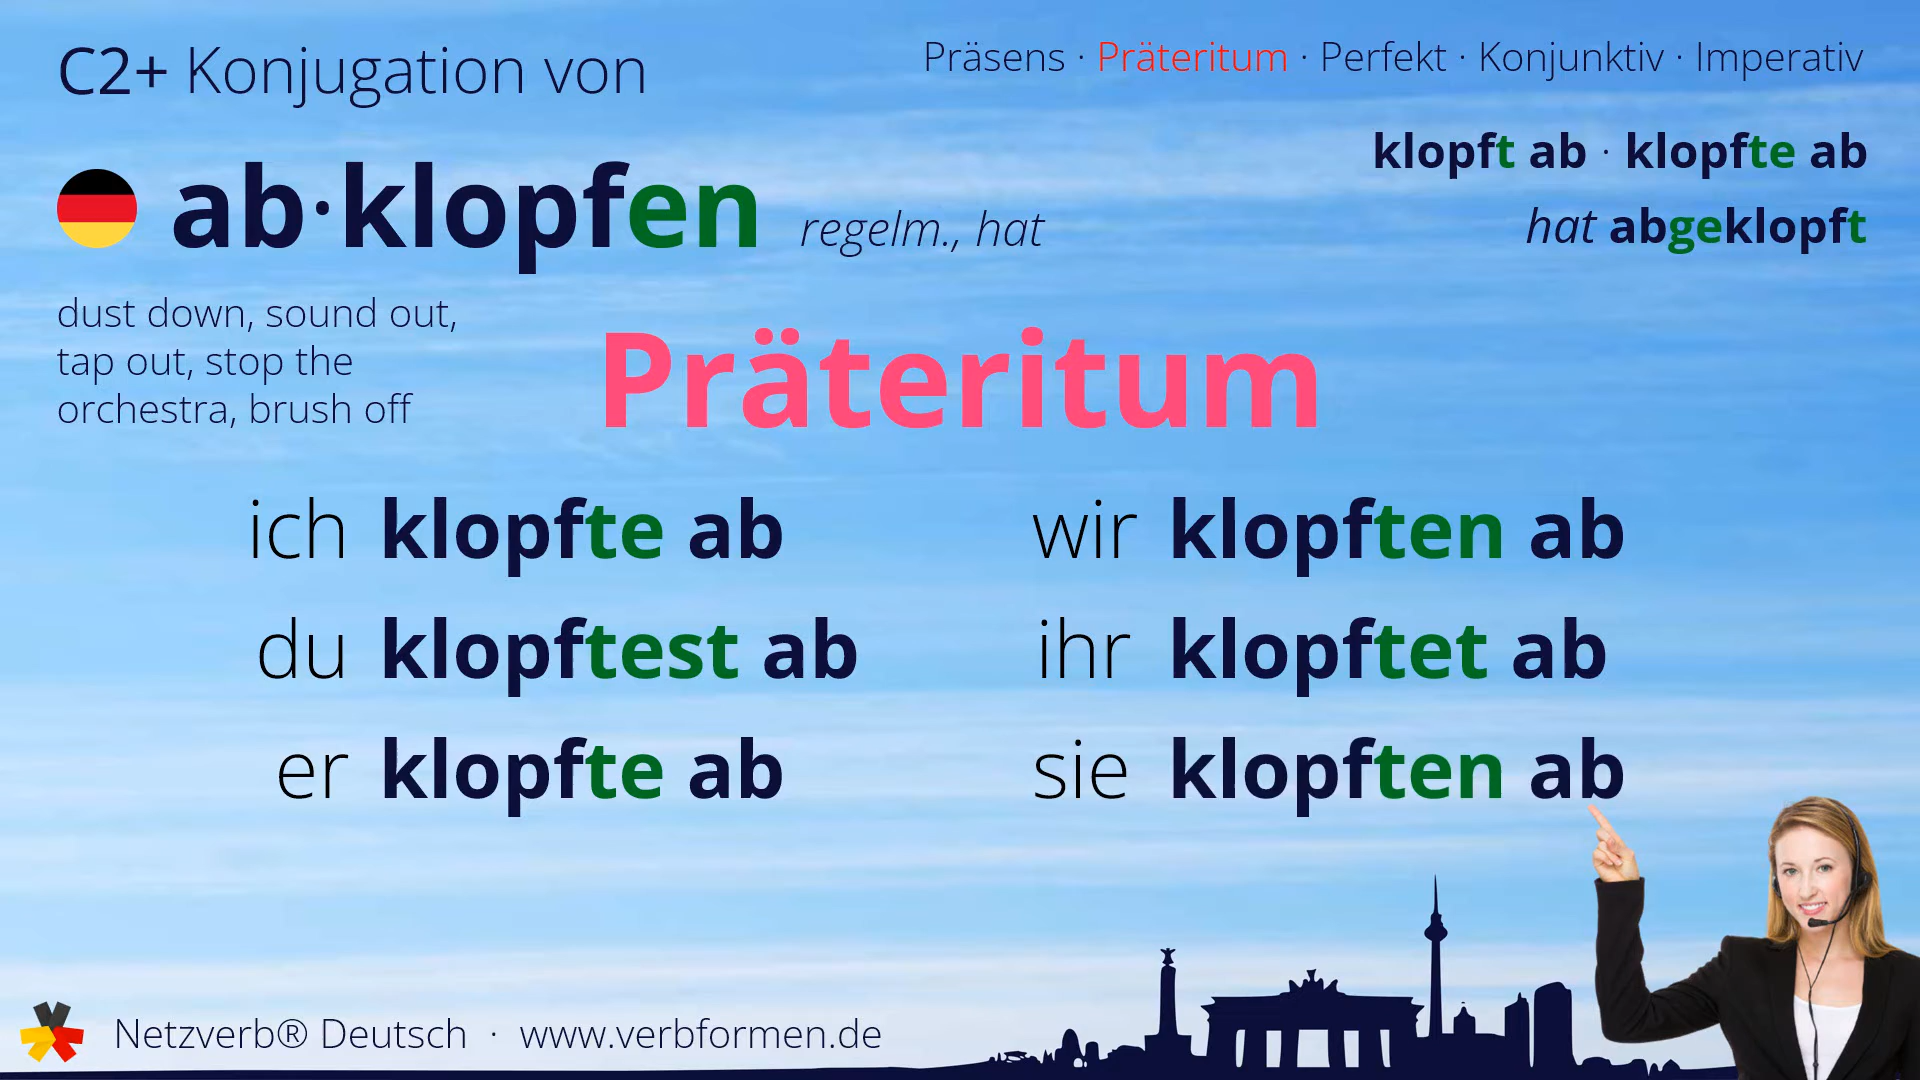 C2+ Konjugation von
Präsens · Präteritum · Perfekt · Konjunktiv · Imperativ
ab·klopfen regelm., hat
klopft ab · klopfte ab
hat abgeklopft
dust down, sound out,
tap out, stop the
orchestra, brush off
Präteritum
ich klopfte ab
du klopftest ab
er klopfte ab
wir klopften ab
ihr klopftet ab
sie klopften ab
Netzverb® Deutsch · www.verbformen.de